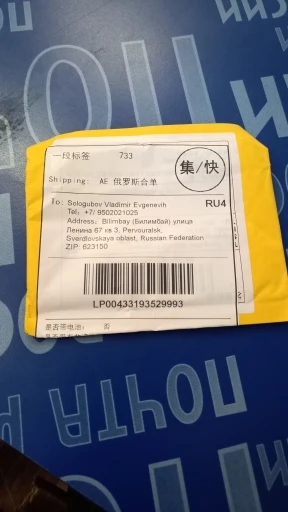 一段标签 733
集/快
Shipping: AE 俄罗斯合单
To: Sologubov Vladimir Evgenevih RU4
Tel: +7/ 9502021025
Address: Bilimbay (Билимбай) улица
Ленина 67 кв 3, Pervouralsk,
Sverdlovskaya oblast, Russian Federation
ZIP: 623150
LP00433193529993
是否带电池: 否
ПОЧТА